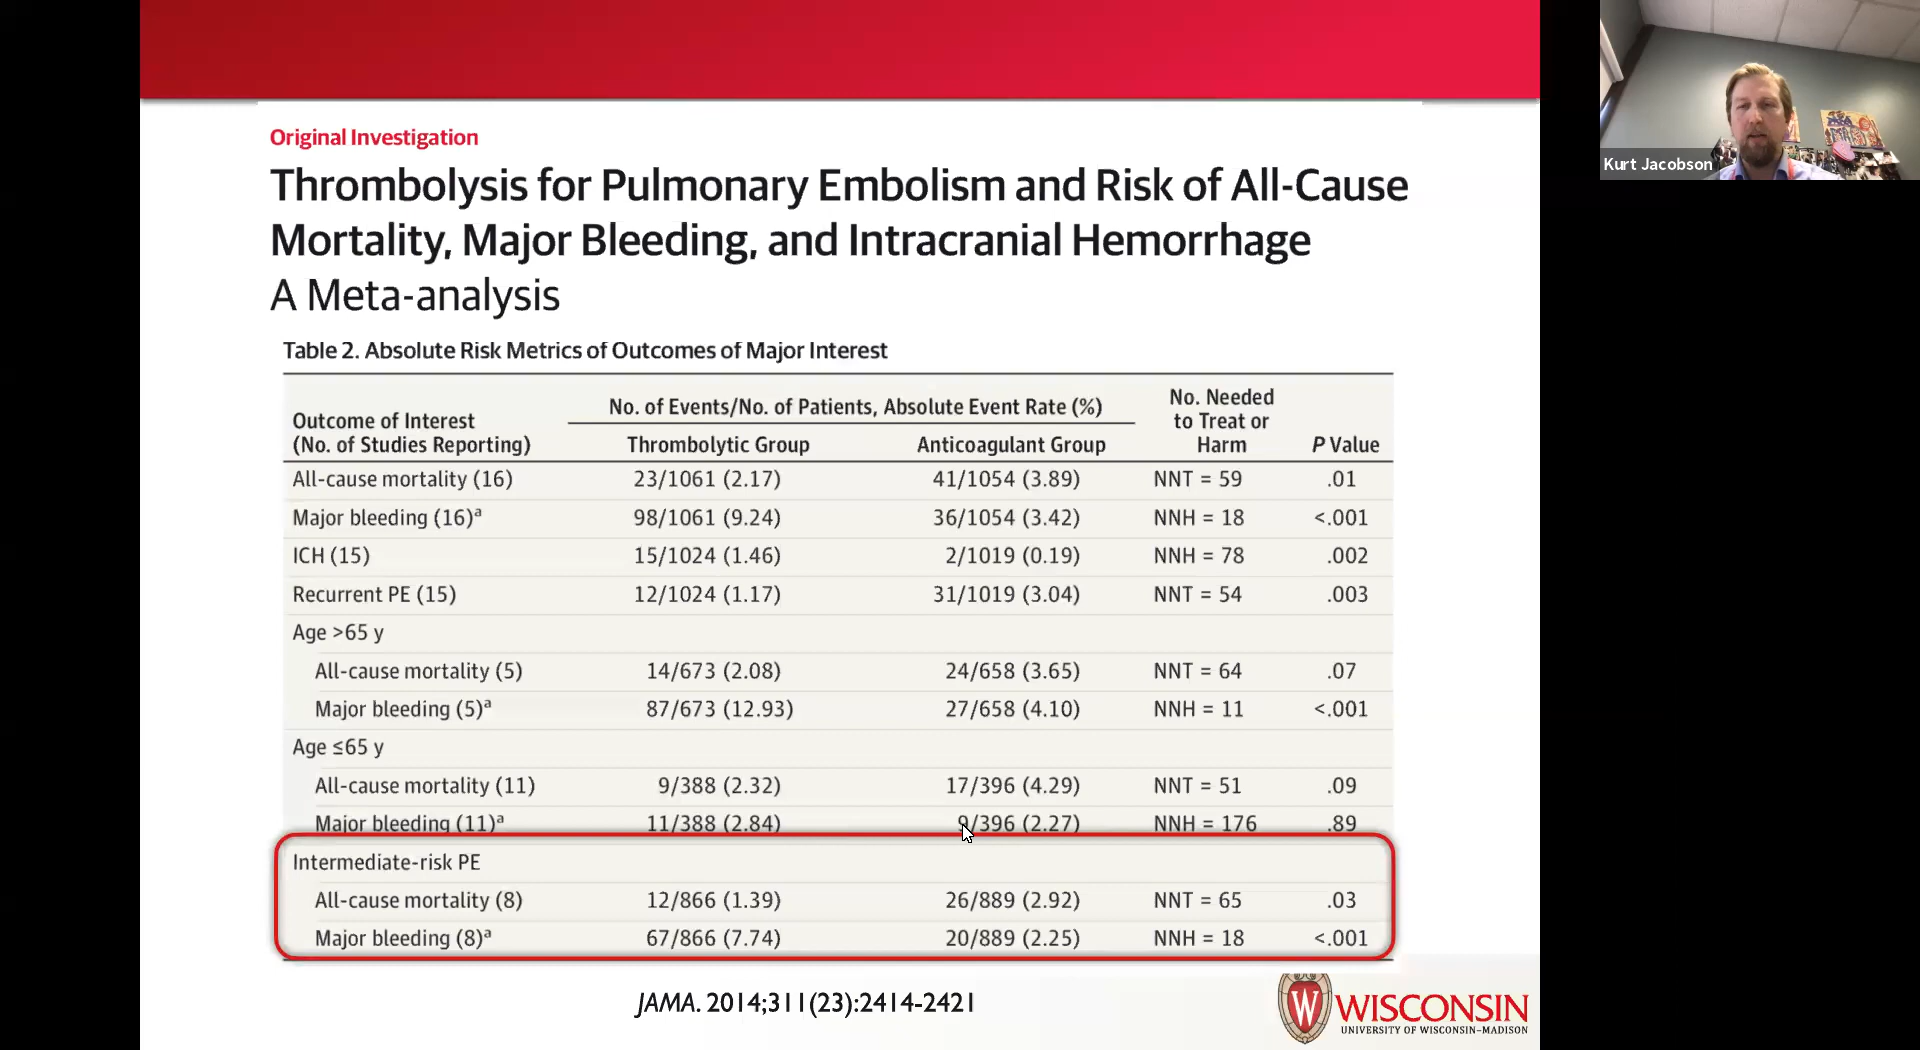 Original Investigation
Thrombolysis for Pulmonary Embolism and Risk of All-Cause
Mortality, Major Bleeding, and Intracranial Hemorrhage
A Meta-analysis
Table 2. Absolute Risk Metrics of Outcomes of Major Interest
Outcome of Interest
(No. of Studies Reporting)
No. of Events/No. of Patients, Absolute Event Rate (%)
Thrombolytic Group Anticoagulant Group
No. Needed
to Treat or
Harm
P Value
All-cause mortality (16) 23/1061 (2.17) 41/1054 (3.89) NNT = 59 .01
Major bleeding (16)a 98/1061 (9.24) 36/1054 (3.42) NNH = 18 <.001
ICH (15) 15/1024 (1.46) 2/1019 (0.19) NNH = 78 .002
Recurrent PE (15) 12/1024 (1.17) 31/1019 (3.04) NNT = 54 .003
Age >65 y
All-cause mortality (5) 14/673 (2.08) 24/658 (3.65) NNT = 64 .07
Major bleeding (5)a 87/673 (12.93) 27/658 (4.10) NNH = 11 <.001
Age ≤65 y
All-cause mortality (11) 9/388 (2.32) 17/396 (4.29) NNT = 51 .09
Major bleeding (11)a 11/388 (2.84) 9/396 (2.27) NNH = 176 .89
Intermediate-risk PE
All-cause mortality (8) 12/866 (1.39) 26/889 (2.92) NNT = 65 .03
Major bleeding (8)a 67/866 (7.74) 20/889 (2.25) NNH = 18 <.001
JAMA. 2014;311(23):2414-2421
W WISCONSIN
UNIVERSITY OF WISCONSIN–MADISON
Kurt Jacobson